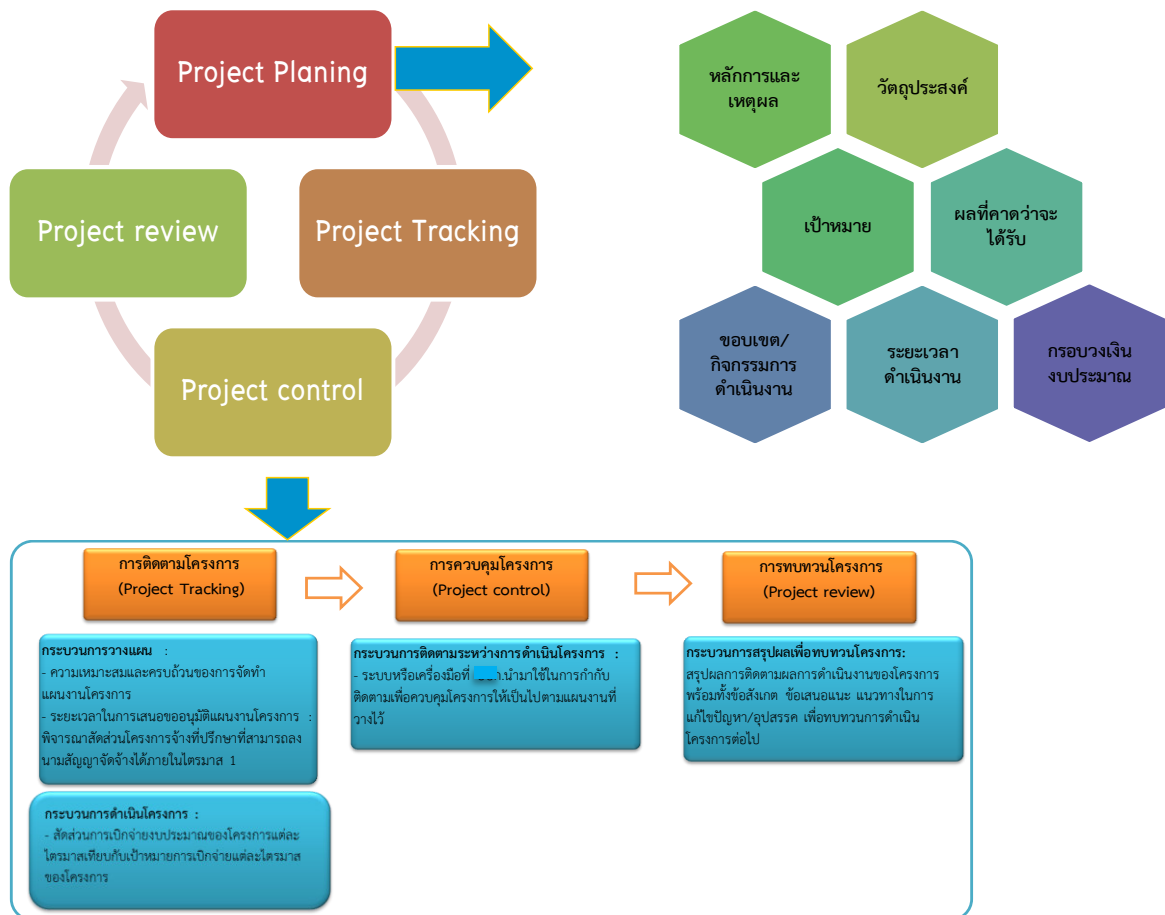 Project Planing
Project review
Project Tracking
Project control
หลักการและ
เหตุผล
วัตถุประสงค์
เป้าหมาย
ผลที่คาดว่าจะ
ได้รับ
ขอบเขต/
กิจกรรมการ
ดำเนินงาน
ระยะเวลา
ดำเนินงาน
กรอบวงเงิน
งบประมาณ
การติดตามโครงการ
(Project Tracking)
การควบคุมโครงการ
(Project control)
การทบทวนโครงการ
(Project review)
กระบวนการวางแผน :
- ความเหมาะสมและครบถ้วนของการจัดทำ
แผนงานโครงการ
- ระยะเวลาในการเสนอขออนุมัติแผนงานโครงการ :
พิจารณาสัดส่วนโครงการจ้างที่ปรึกษาที่สามารถลง
นามสัญญาจัดจ้างได้ภายในไตรมาส 1
กระบวนการดำเนินโครงการ :
- สัดส่วนการเบิกจ่ายงบประมาณของโครงการแต่ละ
ไตรมาสเทียบกับเป้าหมายการเบิกจ่ายแต่ละไตรมาส
ของโครงการ
กระบวนการติดตามระหว่างการดำเนินโครงการ :
- ระบบหรือเครื่องมือที่ นำมาใช้ในการกำกับ
ติดตามเพื่อควบคุมโครงการให้เป็นไปตามแผนงานที่
วางไว้
กระบวนการสรุปผลเพื่อทบทวนโครงการ:
สรุปผลการติดตามผลการดำเนินงานของโครงการ
พร้อมทั้งข้อสังเกต ข้อเสนอแนะ แนวทางในการ
แก้ไขปัญหา/อุปสรรค เพื่อทบทวนการดำเนิน
โครงการต่อไป